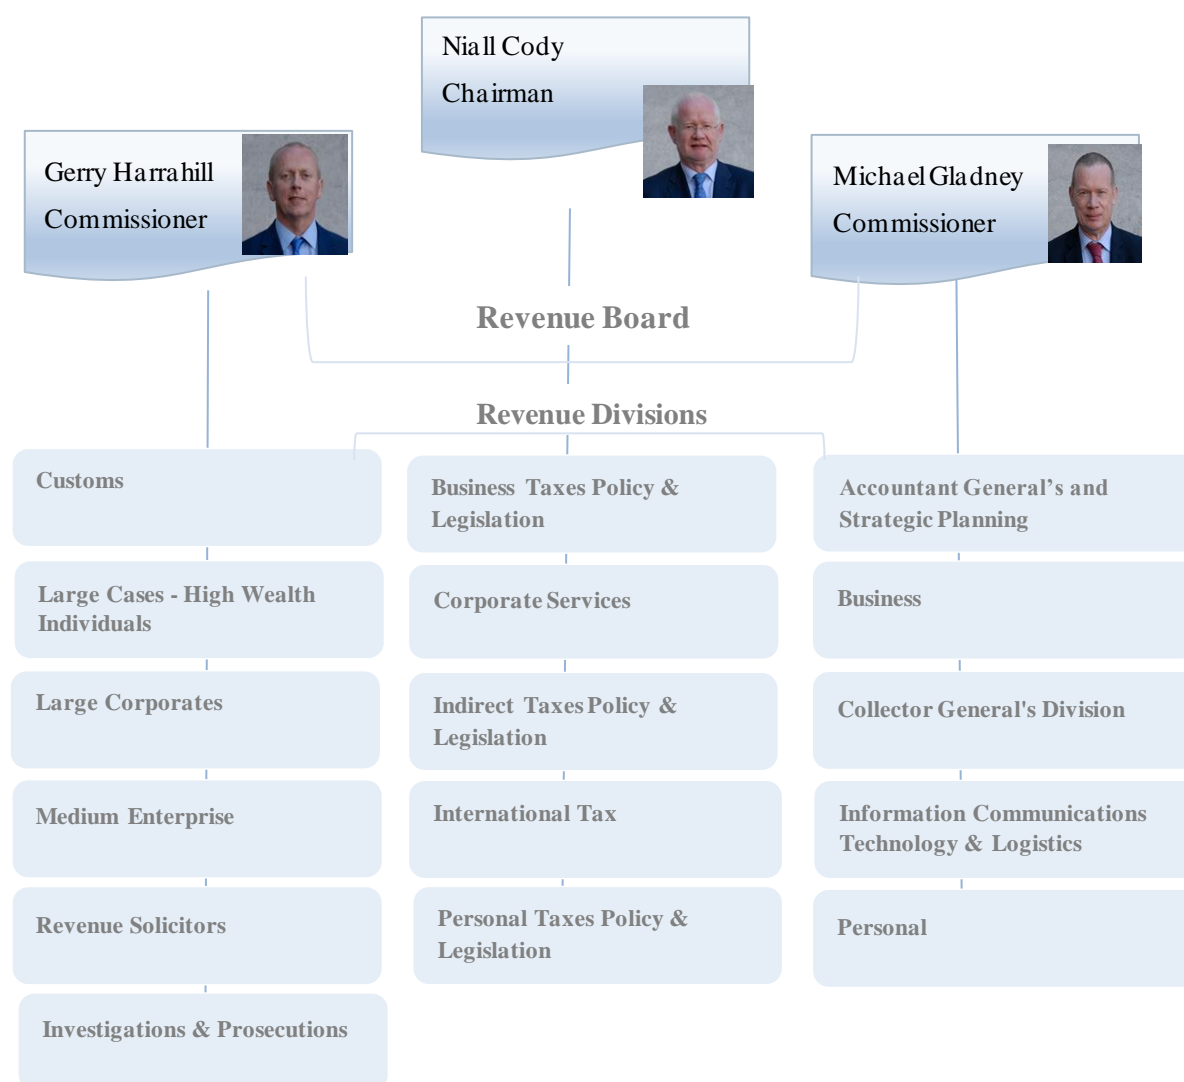 Niall Cody
Chairman
Gerry Harrahill
Commissioner
Michael Gladney
Commissioner
Revenue Board
Revenue Divisions
Customs
Large Cases - High Wealth
Individuals
Large Corporates
Medium Enterprise
Revenue Solicitors
Investigations & Prosecutions
Business Taxes Policy &
Legislation
Corporate Services
Indirect Taxes Policy &
Legislation
International Tax
Personal Taxes Policy &
Legislation
Accountant General’s and
Strategic Planning
Business
Collector General's Division
Information Communications
Technology & Logistics
Personal